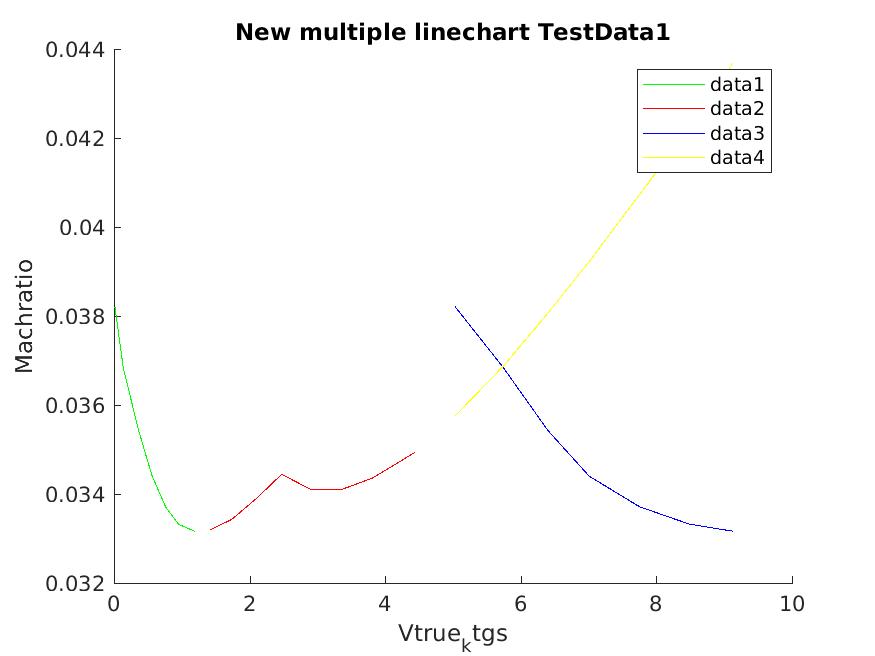 New multiple linechart TestData1
0.044
0.042
0.04
0.038
0.036
0.034
0.032
Machratio
data1
data2
data3
data4
0 2 4 6 8 10
Vtrue_ktgs